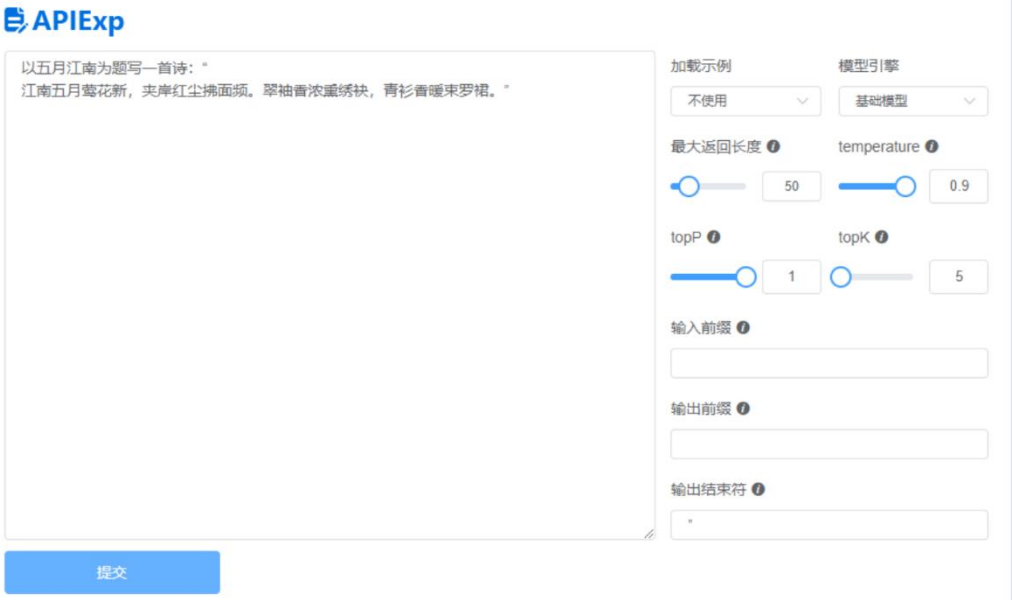 APIExp
以五月江南为题写一首诗："
江南五月莺花新，夹岸红尘拂面频。翠袖香浓薰绣袂，青衫香暖束罗裙。"
加载示例
模型引擎
不使用
基础模型
最大返回长度
temperature
50
0.9
topP
topK
1
5
输入前缀
输出前缀
输出结束符
"
提交